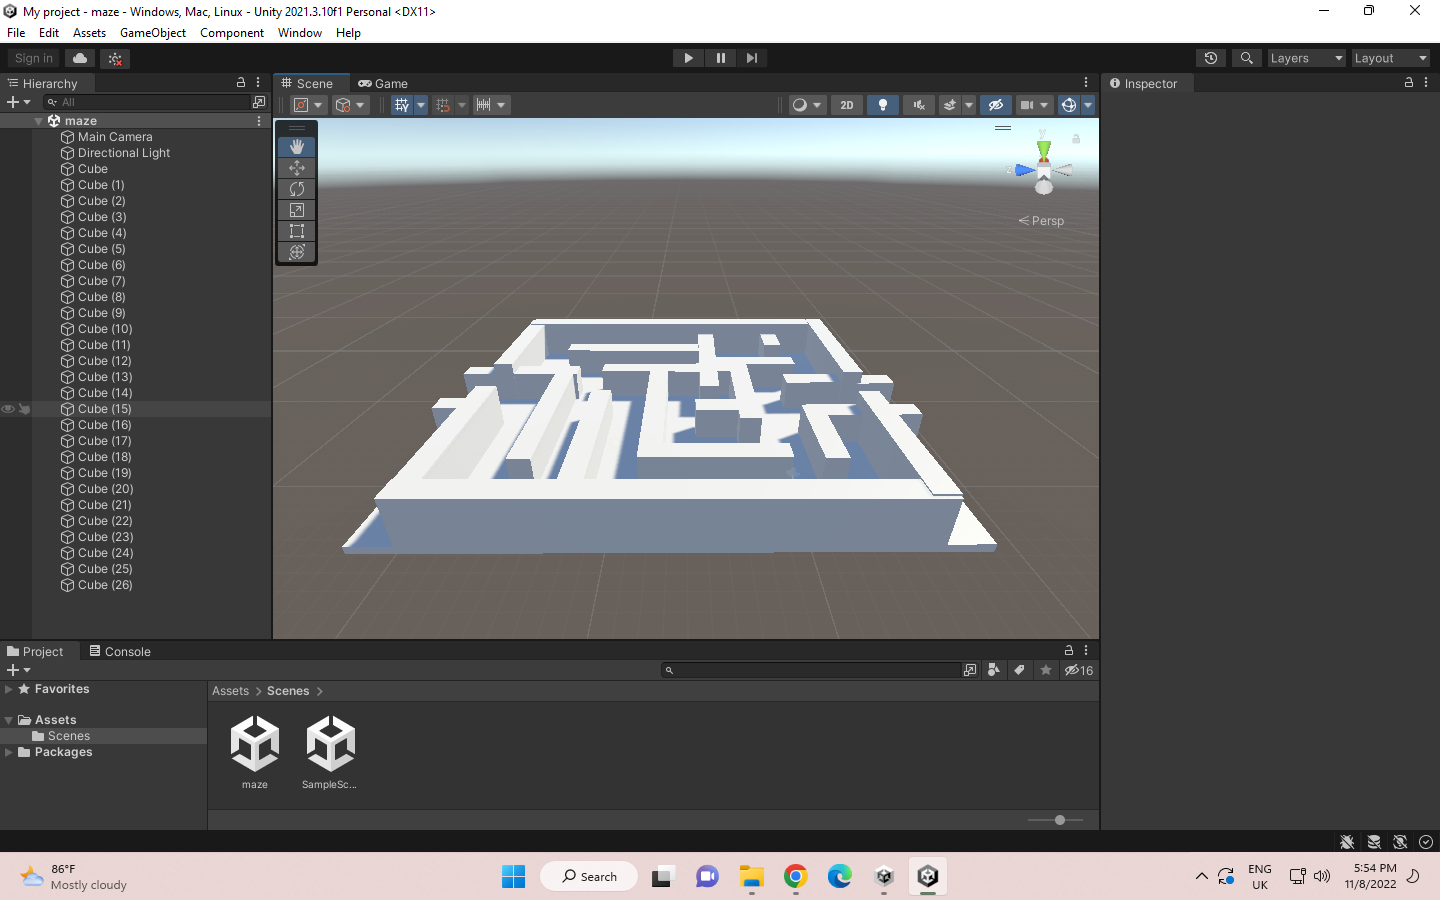 My project - maze - Windows, Mac, Linux - Unity 2021.3.10f1 Personal <DX11>
File Edit Assets GameObject Component Window Help
Sign in
Layers Layout
Hierarchy
Scene Game
Inspector
All
2D
maze
Main Camera
Directional Light
Cube
Cube (1)
Cube (2)
Cube (3)
Cube (4)
Cube (5)
Cube (6)
Cube (7)
Cube (8)
Cube (9)
Cube (10)
Cube (11)
Cube (12)
Cube (13)
Cube (14)
Cube (15)
Cube (16)
Cube (17)
Cube (18)
Cube (19)
Cube (20)
Cube (21)
Cube (22)
Cube (23)
Cube (24)
Cube (25)
Cube (26)
y
Persp
Project Console
16
Favorites
Assets
Scenes
Packages
Assets > Scenes >
maze SampleSc...
86°F
Mostly cloudy
Search
ENG
UK
5:54 PM
11/8/2022